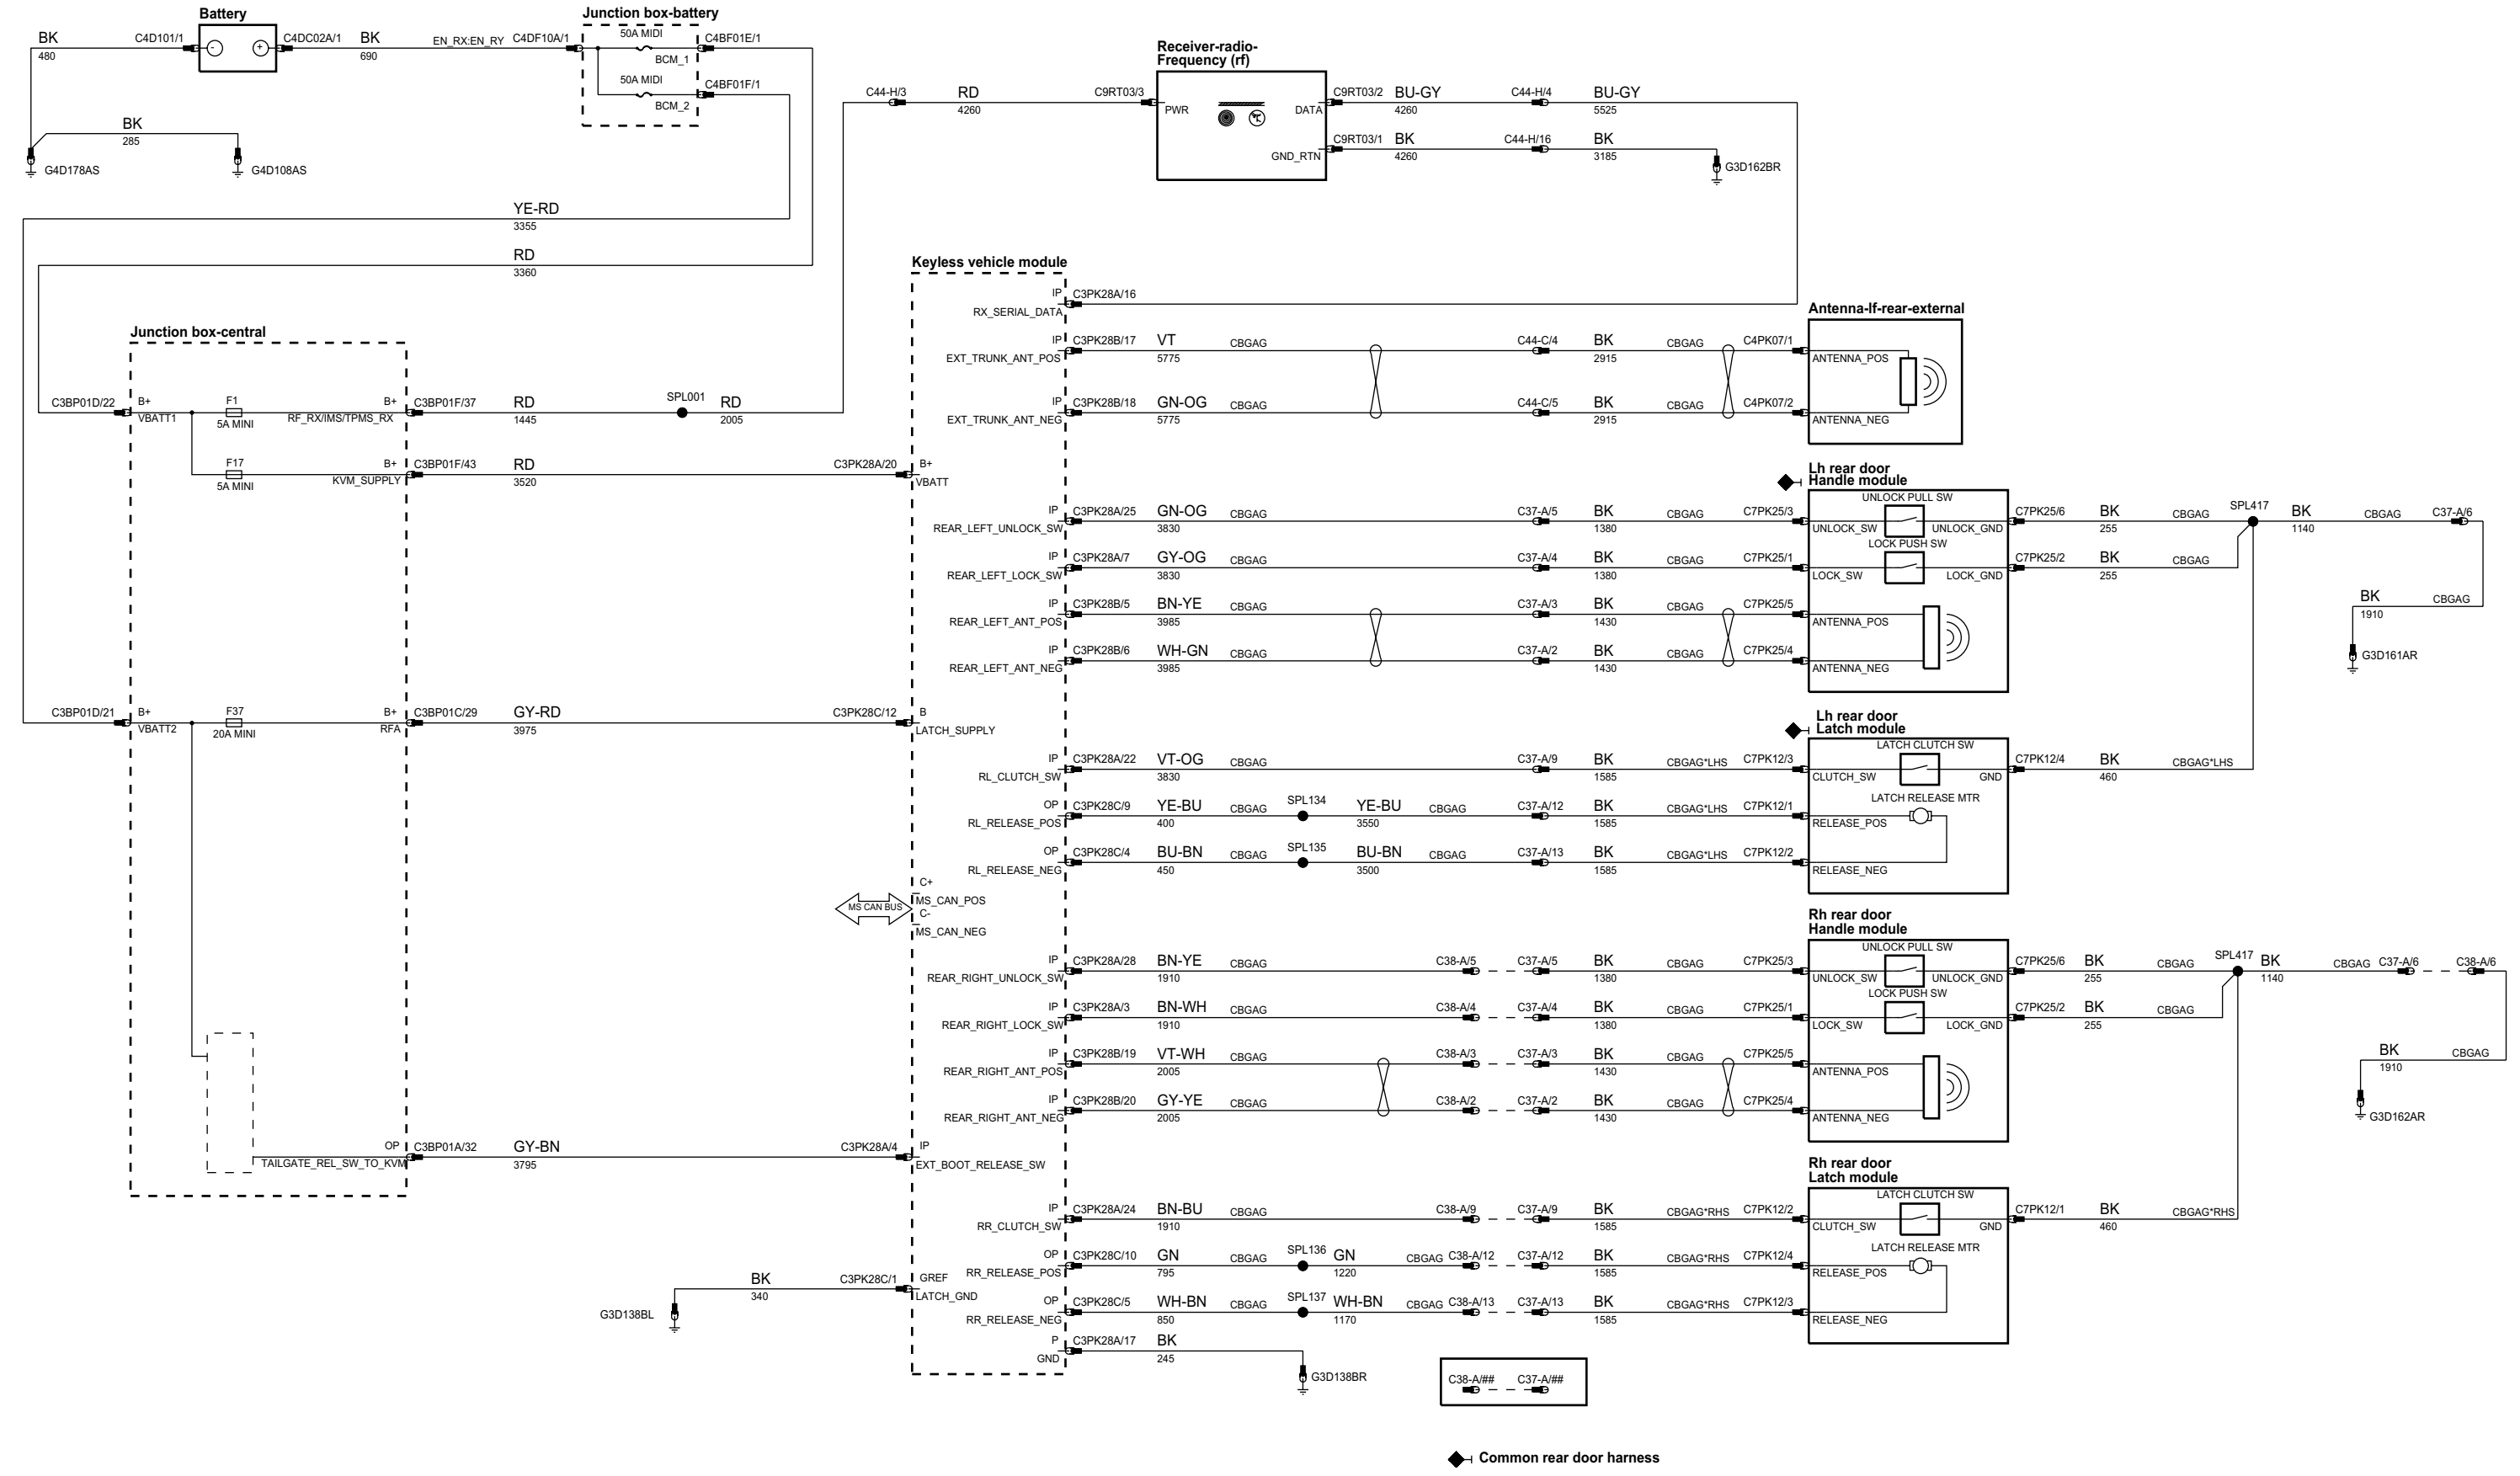 Battery
BK
480
C4D101/1
-
+
C4DC02A/1
BK
690
EN_RX:EN_RY
C4DF10A/1
Junction box-battery
50A MIDI
BCM_1
C4BF01E/1
50A MIDI
BCM_2
C4BF01F/1
BK
285
G4D178AS
G4D108AS
YE-RD
3355
RD
3360
Receiver-radio-
Frequency (rf)
C44-H/3
RD
4260
C9RT03/3
PWR
DATA
GND_RTN
C9RT03/2
BU-GY
4260
C44-H/4
BU-GY
5525
C9RT03/1
BK
4260
C44-H/16
BK
3185
G3D162BR
Junction box-central
C3BP01D/22
B+
VBATT1
F1
5A MINI
B+
RF_RX/IMS/TPMS_RX
C3BP01F/37
RD
1445
SPL001
RD
2005
F17
5A MINI
B+
KVM_SUPPLY
C3BP01F/43
RD
3520
C3PK28A/20
B+
VBATT
C3BP01D/21
B+
VBATT2
F37
20A MINI
B+
RFA
C3BP01C/29
GY-RD
3975
C3PK28C/12
B
LATCH_SUPPLY
MS CAN BUS
C+
MS_CAN_POS
C-
MS_CAN_NEG
OP
TAILGATE_REL_SW_TO_KVM
C3BP01A/32
GY-BN
3795
C3PK28A/4
IP
EXT_BOOT_RELEASE_SW
G3D138BL
BK
340
C3PK28C/1
GREF
LATCH_GND
Keyless vehicle module
IP
RX_SERIAL_DATA
C3PK28A/16
IP
EXT_TRUNK_ANT_POS
C3PK28B/17
VT
5775
CBGAG
C44-C/4
BK
2915
CBGAG
C4PK07/1
IP
EXT_TRUNK_ANT_NEG
C3PK28B/18
GN-OG
5775
CBGAG
C44-C/5
BK
2915
CBGAG
C4PK07/2
Antenna-lf-rear-external
ANTENNA_POS
ANTENNA_NEG
IP
REAR_LEFT_UNLOCK_SW
C3PK28A/25
GN-OG
3830
CBGAG
C37-A/5
BK
1380
CBGAG
C7PK25/3
IP
REAR_LEFT_LOCK_SW
C3PK28A/7
GY-OG
3830
CBGAG
C37-A/4
BK
1380
CBGAG
C7PK25/1
IP
REAR_LEFT_ANT_POS
C3PK28B/5
BN-YE
3985
CBGAG
C37-A/3
BK
1430
CBGAG
C7PK25/5
IP
REAR_LEFT_ANT_NEG
C3PK28B/6
WH-GN
3985
CBGAG
C37-A/2
BK
1430
CBGAG
C7PK25/4
Lh rear door
Handle module
UNLOCK PULL SW
UNLOCK_SW
UNLOCK_GND
LOCK PUSH SW
LOCK_SW
LOCK_GND
ANTENNA_POS
ANTENNA_NEG
C7PK25/6
BK
255
CBGAG
SPL417
BK
1140
CBGAG
C37-A/6
C7PK25/2
BK
255
CBGAG
BK
1910
CBGAG
G3D161AR
IP
RL_CLUTCH_SW
C3PK28A/22
VT-OG
3830
CBGAG
C37-A/9
BK
1585
CBGAG*LHS
C7PK12/3
OP
RL_RELEASE_POS
C3PK28C/9
YE-BU
400
CBGAG
SPL134
YE-BU
3550
CBGAG
C37-A/12
BK
1585
CBGAG*LHS
C7PK12/1
OP
RL_RELEASE_NEG
C3PK28C/4
BU-BN
450
CBGAG
SPL135
BU-BN
3500
CBGAG
C37-A/13
BK
1585
CBGAG*LHS
C7PK12/2
Lh rear door
Latch module
LATCH CLUTCH SW
CLUTCH_SW
GND
LATCH RELEASE MTR
RELEASE_POS
RELEASE_NEG
C7PK12/4
BK
460
CBGAG*LHS
IP
REAR_RIGHT_UNLOCK_SW
C3PK28A/28
BN-YE
1910
CBGAG
C38-A/5
C37-A/5
BK
1380
CBGAG
C7PK25/3
IP
REAR_RIGHT_LOCK_SW
C3PK28A/3
BN-WH
1910
CBGAG
C38-A/4
C37-A/4
BK
1380
CBGAG
C7PK25/1
IP
REAR_RIGHT_ANT_POS
C3PK28B/19
VT-WH
2005
CBGAG
C38-A/3
C37-A/3
BK
1430
CBGAG
C7PK25/5
IP
REAR_RIGHT_ANT_NEG
C3PK28B/20
GY-YE
2005
CBGAG
C38-A/2
C37-A/2
BK
1430
CBGAG
C7PK25/4
Rh rear door
Handle module
UNLOCK PULL SW
UNLOCK_SW
UNLOCK_GND
LOCK PUSH SW
LOCK_SW
LOCK_GND
ANTENNA_POS
ANTENNA_NEG
C7PK25/6
BK
255
CBGAG
SPL417
BK
1140
CBGAG
C37-A/6
C38-A/6
C7PK25/2
BK
255
CBGAG
BK
1910
CBGAG
G3D162AR
IP
RR_CLUTCH_SW
C3PK28A/24
BN-BU
1910
CBGAG
C38-A/9
C37-A/9
BK
1585
CBGAG*RHS
C7PK12/2
OP
RR_RELEASE_POS
C3PK28C/10
GN
795
CBGAG
SPL136
GN
1220
CBGAG
C38-A/12
C37-A/12
BK
1585
CBGAG*RHS
C7PK12/4
OP
RR_RELEASE_NEG
C3PK28C/5
WH-BN
850
CBGAG
SPL137
WH-BN
1170
CBGAG
C38-A/13
C37-A/13
BK
1585
CBGAG*RHS
C7PK12/3
Rh rear door
Latch module
LATCH CLUTCH SW
CLUTCH_SW
GND
LATCH RELEASE MTR
RELEASE_POS
RELEASE_NEG
C7PK12/1
BK
460
CBGAG*RHS
P
GND
C3PK28A/17
BK
245
G3D138BR
C38-A/##
C37-A/##
Common rear door harness